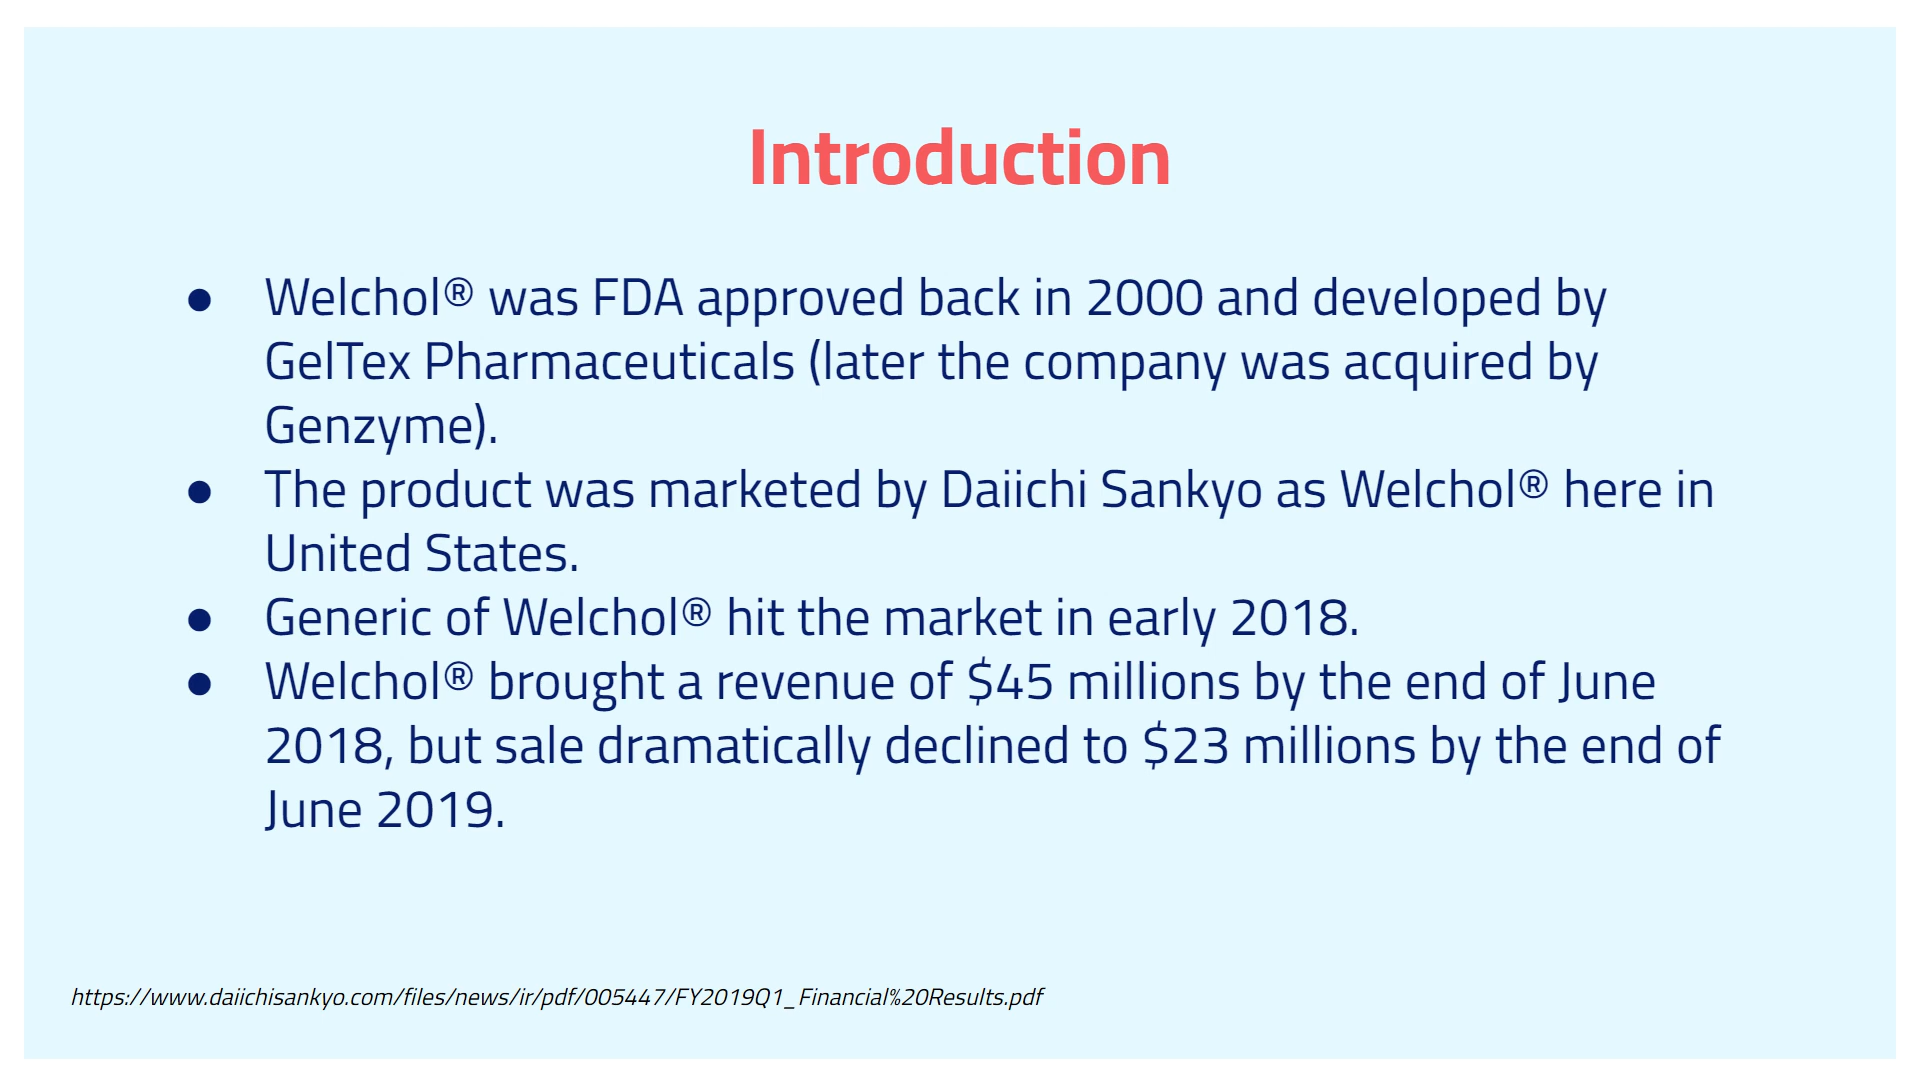 Introduction
● Welchol® was FDA approved back in 2000 and developed by
GelTex Pharmaceuticals (later the company was acquired by
Genzyme).
● The product was marketed by Daiichi Sankyo as Welchol® here in
United States.
● Generic of Welchol® hit the market in early 2018.
● Welchol® brought a revenue of $45 millions by the end of June
2018, but sale dramatically declined to $23 millions by the end of
June 2019.
https://www.daiichisankyo.com/files/news/ir/pdf/005447/FY2019Q1_Financial%20Results.pdf